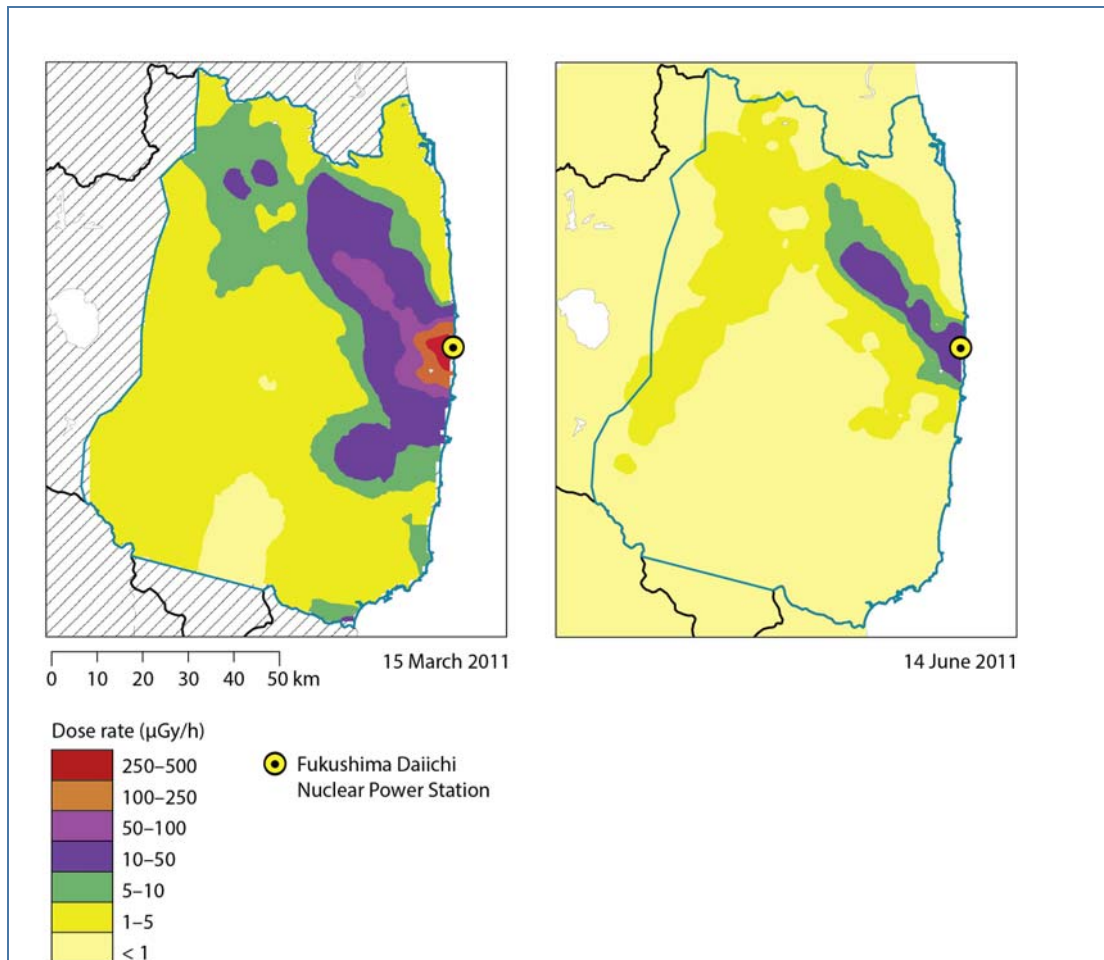 15 March 2011
14 June 2011
0 10 20 30 40 50 km
Dose rate (µGy/h)
250–500
100–250
50–100
10–50
5–10
1–5
< 1
Fukushima Daiichi
Nuclear Power Station